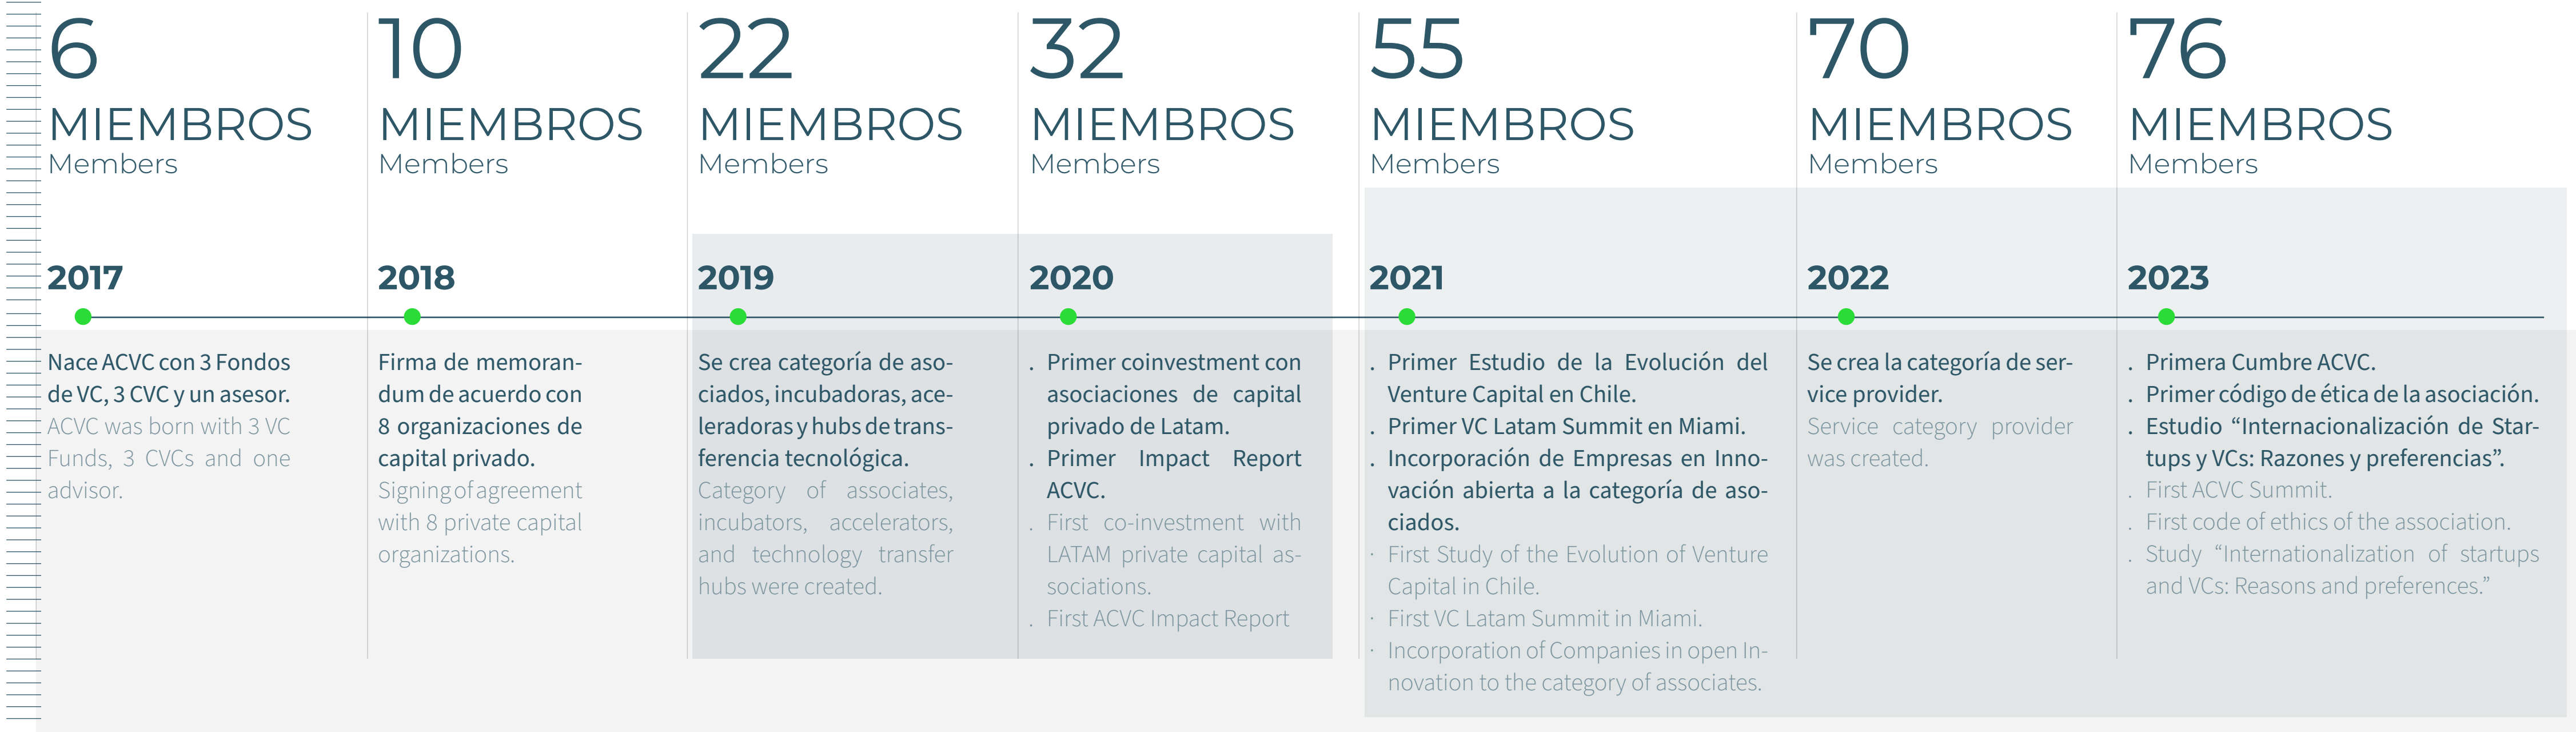 6
MIEMBROS
Members
2017
Nace ACVC con 3 Fondos
de VC, 3 CVC y un asesor.
ACVC was born with 3 VC
Funds, 3 CVCs and one
advisor.
10
MIEMBROS
Members
2018
Firma de memoran-
dum de acuerdo con
8 organizaciones de
capital privado.
Signing of agreement
with 8 private capital
organizations.
22
MIEMBROS
Members
2019
Se crea categoría de aso-
ciados, incubadoras, ace-
leradoras y hubs de trans-
ferencia tecnológica.
Category of associates,
incubators, accelerators,
and technology transfer
hubs were created.
32
MIEMBROS
Members
2020
. Primer coinvestment con
asociaciones de capital
privado de Latam.
. Primer Impact Report
ACVC.
. First co-investment with
LATAM private capital as-
sociations.
. First ACVC Impact Report
55
MIEMBROS
Members
2021
. Primer Estudio de la Evolución del
Venture Capital en Chile.
. Primer VC Latam Summit en Miami.
. Incorporación de Empresas en Inno-
vación abierta a la categoría de aso-
ciados.
· First Study of the Evolution of Venture
Capital in Chile.
· First VC Latam Summit in Miami.
· Incorporation of Companies in open In-
novation to the category of associates.
70
MIEMBROS
Members
2022
Se crea la categoría de ser-
vice provider.
Service category provider
was created.
76
MIEMBROS
Members
2023
. Primera Cumbre ACVC.
. Primer código de ética de la asociación.
. Estudio “Internacionalización de Star-
tups y VCs: Razones y preferencias”.
. First ACVC Summit.
. First code of ethics of the association.
. Study “Internationalization of startups
and VCs: Reasons and preferences.”